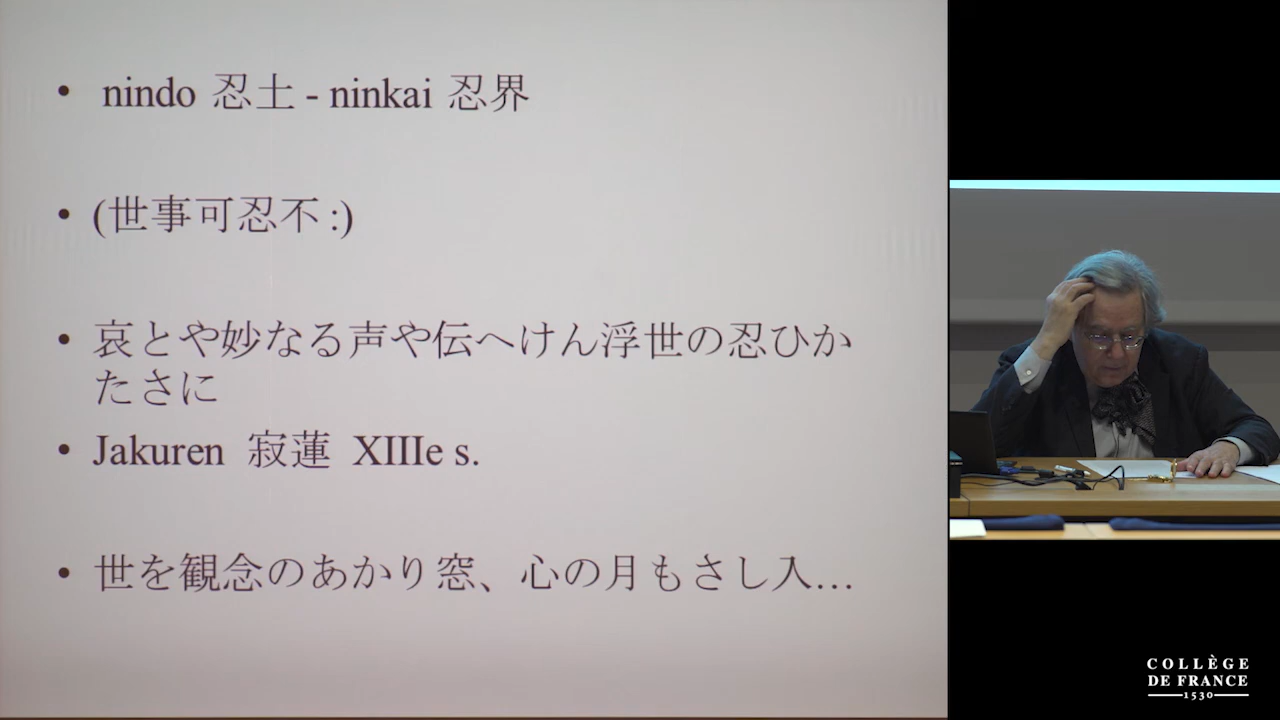 • nindo 忍土 - ninkai 忍界
• (世事可忍不:)
• 哀とや妙なる声や伝へけん浮世の忍ひか
たさに
• Jakuren 寂蓮 XIIIe s.
• 世を観念のあかり窓、心の月もさし入…
COLLÈGE
DE FRANCE
1530